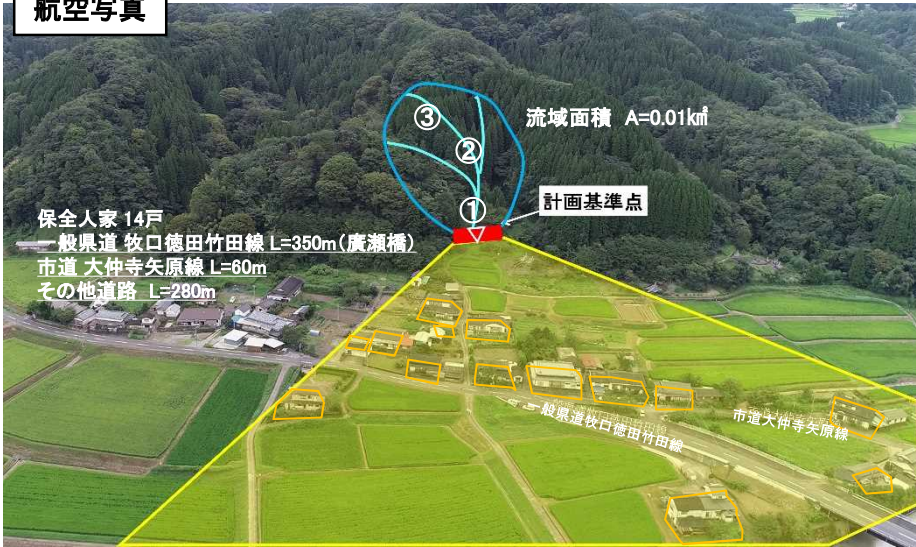 航空写真
③
流域面積 A=0.01k㎡
②
計画基準点
①
保全人家 14戸
一般県道 牧口徳田竹田線 L=350m(廣瀬橋)
市道 大仲寺矢原線 L=60m
その他道路 L=280m
一般県道牧口徳田竹田線
市道大仲寺矢原線